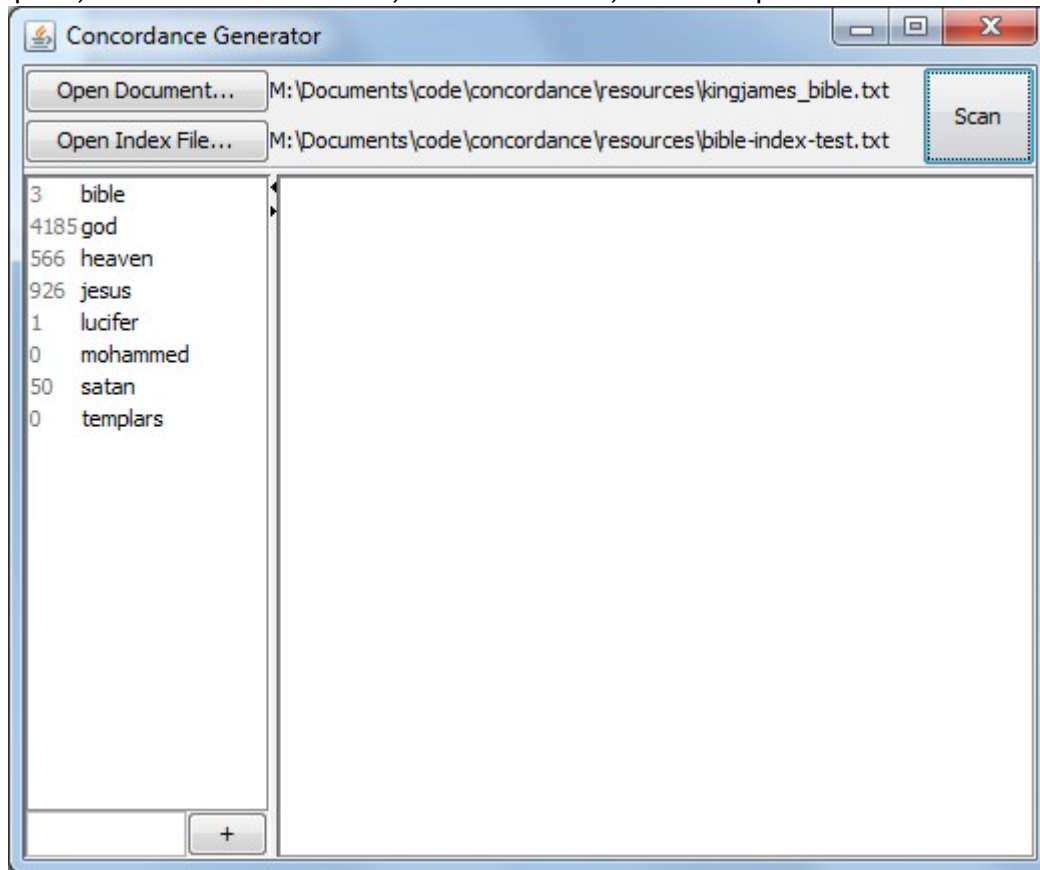 Concordance Generator
Open Document... M:\Documents\code\concordance\resources\kingjames_bible.txt
Scan
Open Index File... M:\Documents\code\concordance\resources\bible-index-test.txt
3 bible
4185 god
566 heaven
926 jesus
1 lucifer
0 mohammed
50 satan
0 templars
+